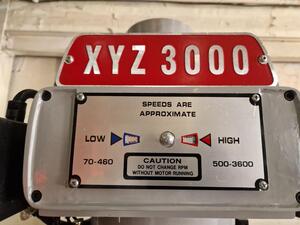 XYZ 3000
SPEEDS ARE
APPROXIMATE
LOW HIGH
70-460 500-3600
CAUTION
DO NOT CHANGE RPM
WITHOUT MOTOR RUNNING